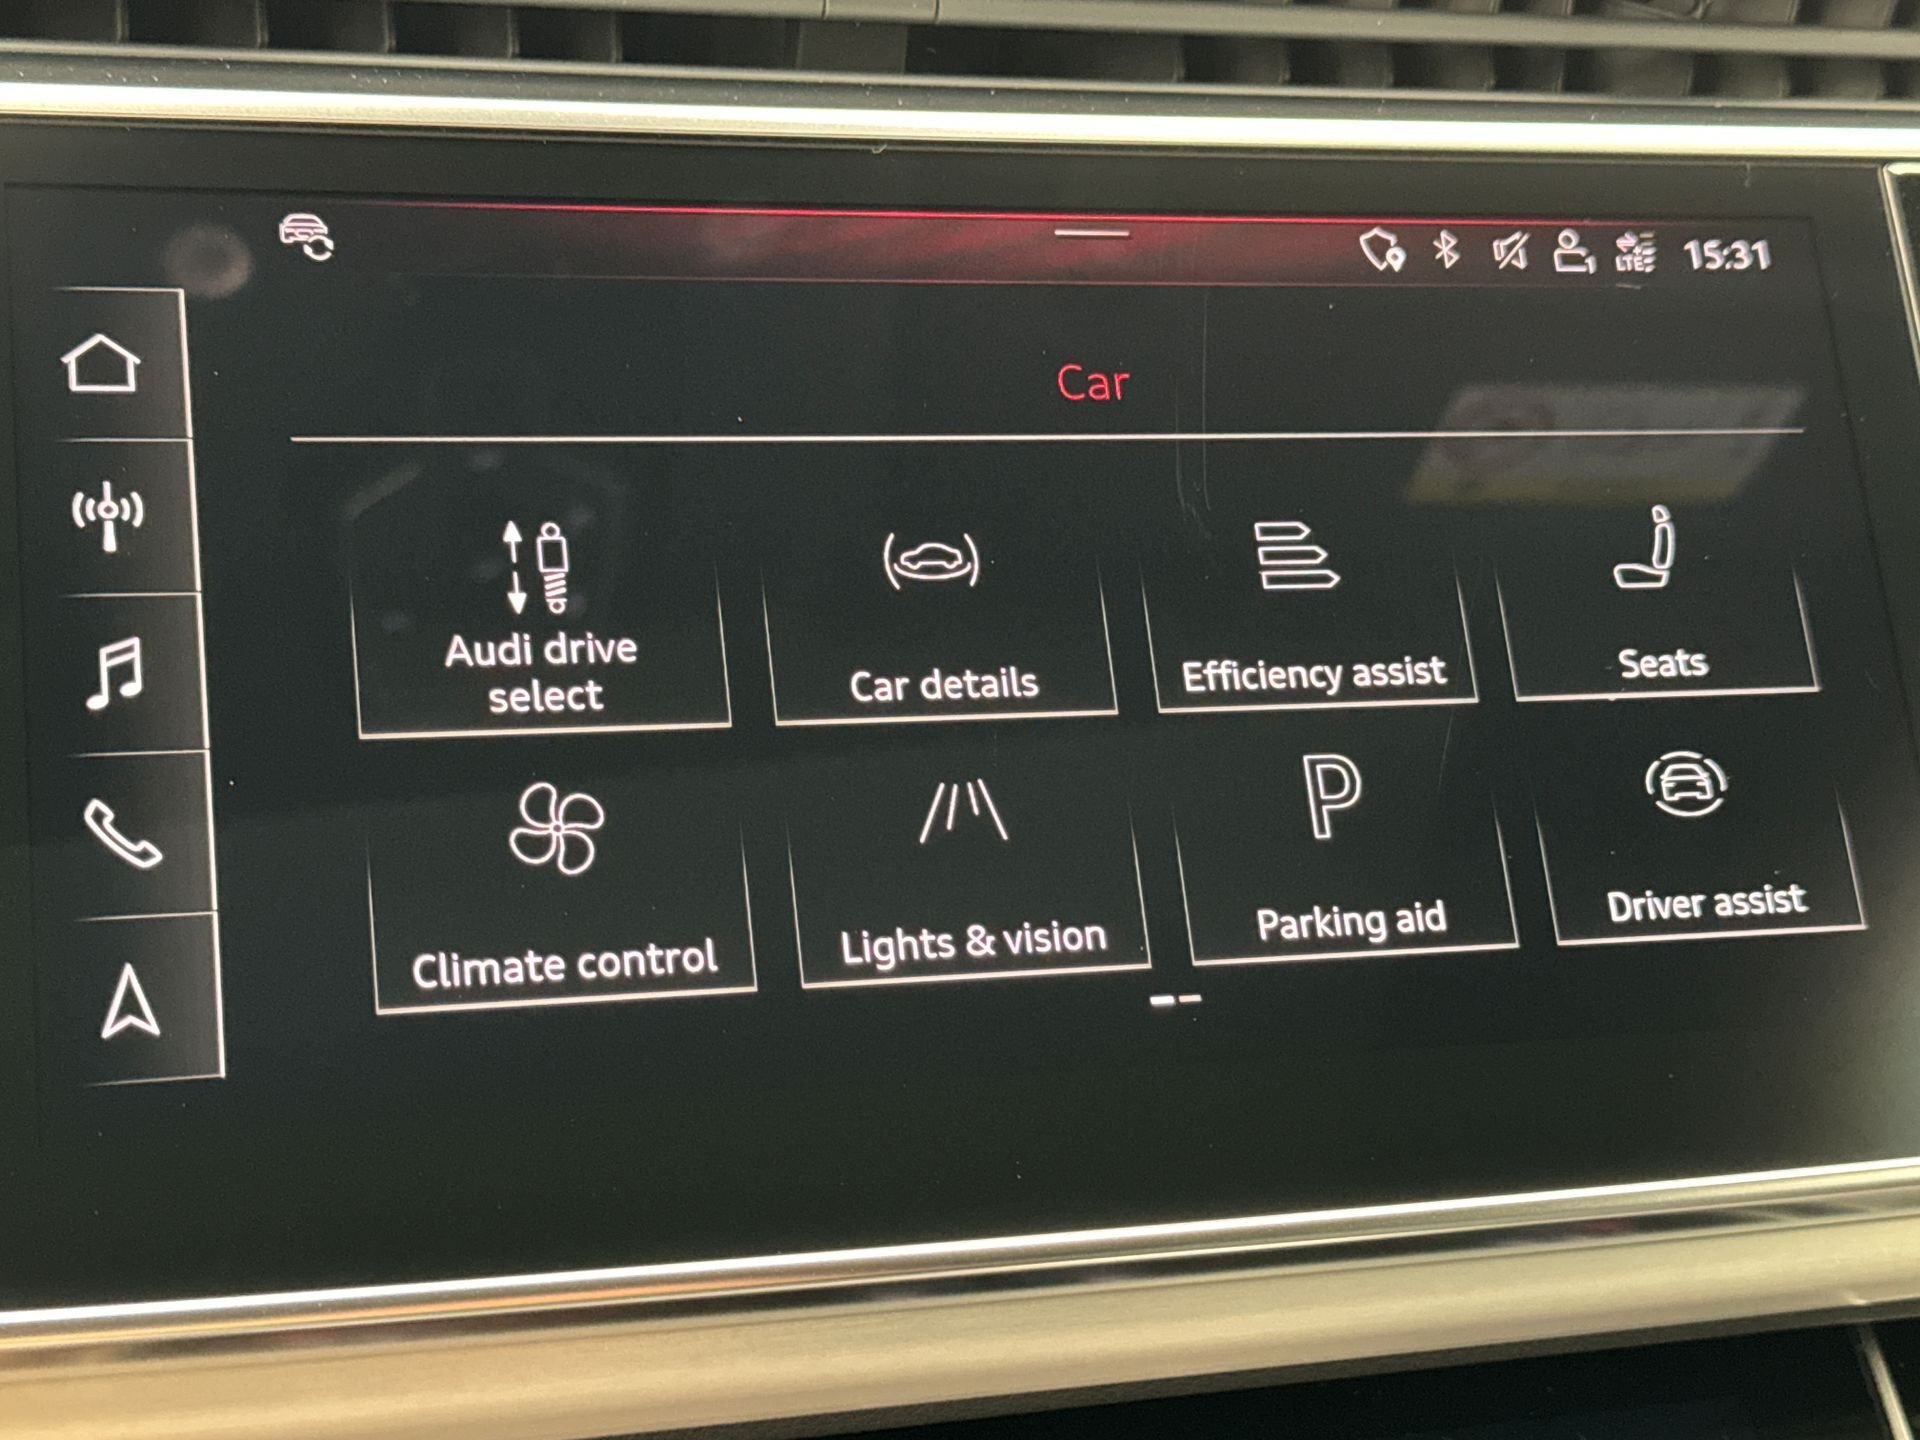 LTE 15:31
Car
Audi drive
select
Car details
Efficiency assist
Seats
Climate control
Lights & vision
P
Parking aid
Driver assist